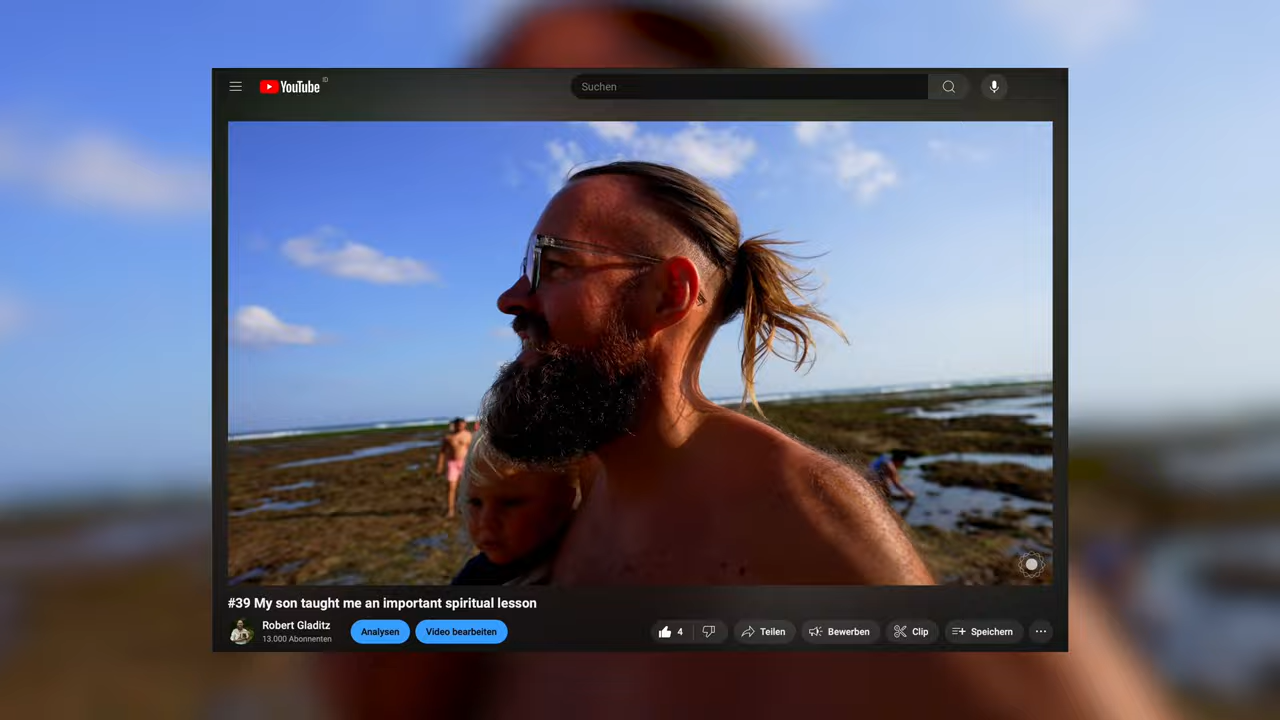 YouTube ID
Suchen
#39 My son taught me an important spiritual lesson
Robert Gladitz
13.000 Abonnenten
Analysen
Video bearbeiten
4
Teilen
Bewerben
Clip
Speichern